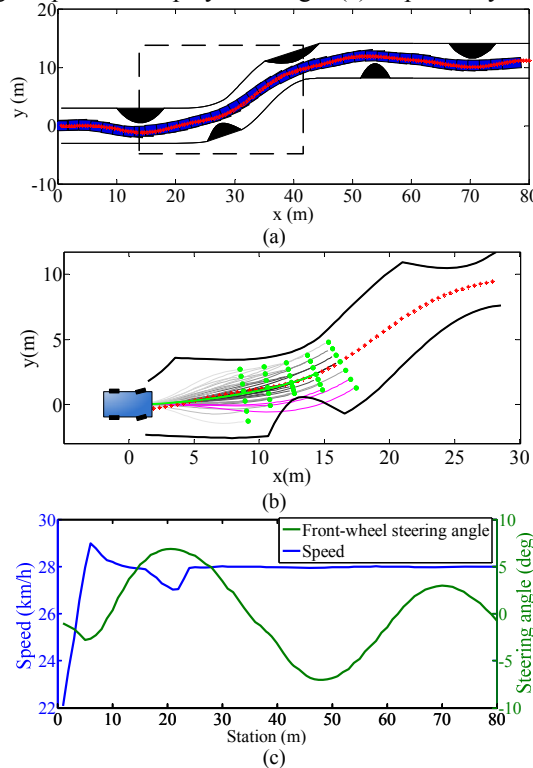 20
10
0
-10
y (m)
0 10 20 30 40 50 60 70 80
x (m)
(a)
10
5
0
y(m)
0 5 10 15 20 25 30
x(m)
(b)
30
28
26
24
22
Speed (km/h)
Front-wheel steering angle
Speed
10
5
0
-5
-10
Steering angle (deg)
10 20 30 40 50 60 70 80
Station (m)
(c)